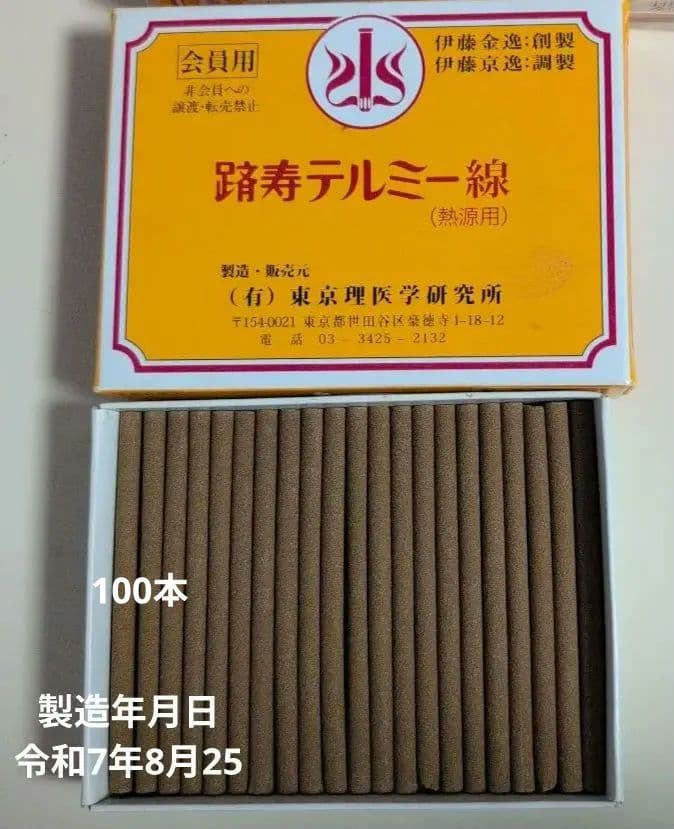 会員用
非会員への
譲渡・転売禁止
伊藤金逸:創製
伊藤京逸:調製
躋寿テルミー線
(熱源用)
製造・販売元
(有)東京理医学研究所
〒154-0021 東京都世田谷区豪徳寺1-18-12
電話 03-3425-2132
100本
製造年月日
令和7年8月25